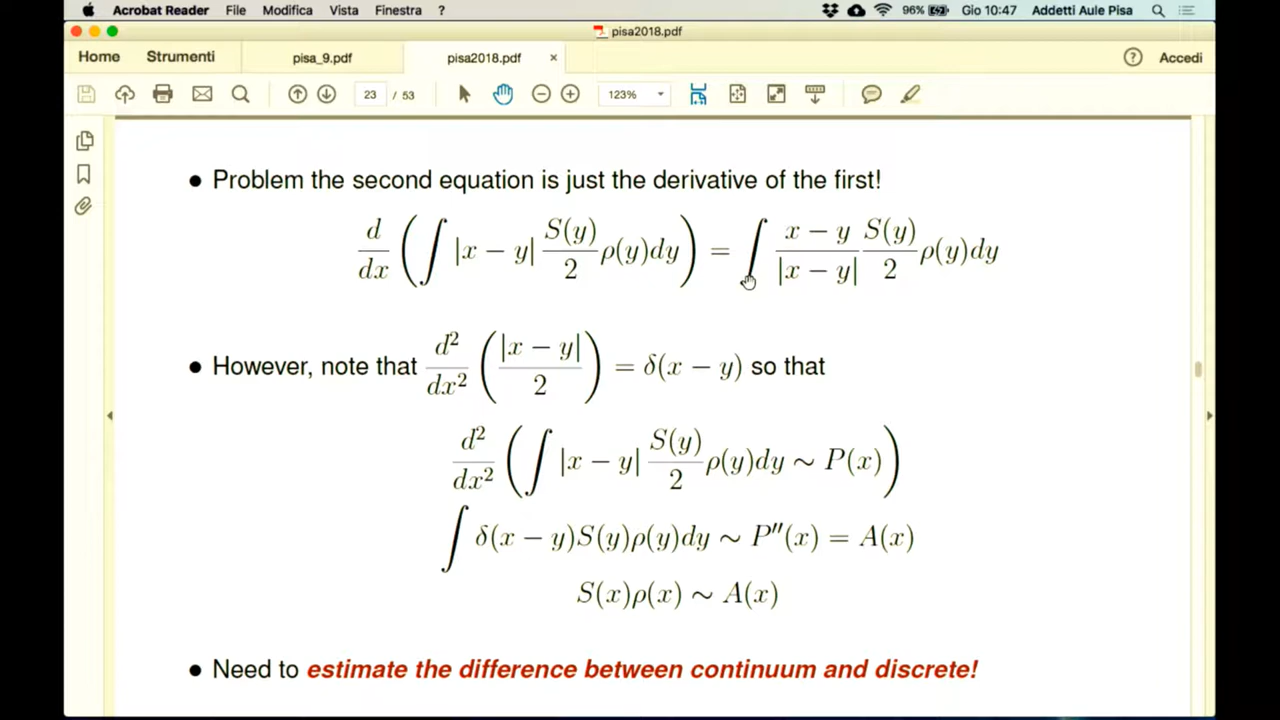 Acrobat Reader File Modifica Vista Finestra ? 96% Gio 10:47 Addetti Aule Pisa
pisa2018.pdf
Home Strumenti pisa_9.pdf pisa2018.pdf × ? Accedi
23 / 53 123%
• Problem the second equation is just the derivative of the first!
d/dx ( ∫ |x − y| S(y)/2 ρ(y)dy ) = ∫ (x − y)/|x − y| S(y)/2 ρ(y)dy
• However, note that d²/dx² ( |x − y|/2 ) = δ(x − y) so that
d²/dx² ( ∫ |x − y| S(y)/2 ρ(y)dy ∼ P(x) )
∫ δ(x − y)S(y)ρ(y)dy ∼ P″(x) = A(x)
S(x)ρ(x) ∼ A(x)
• Need to estimate the difference between continuum and discrete!